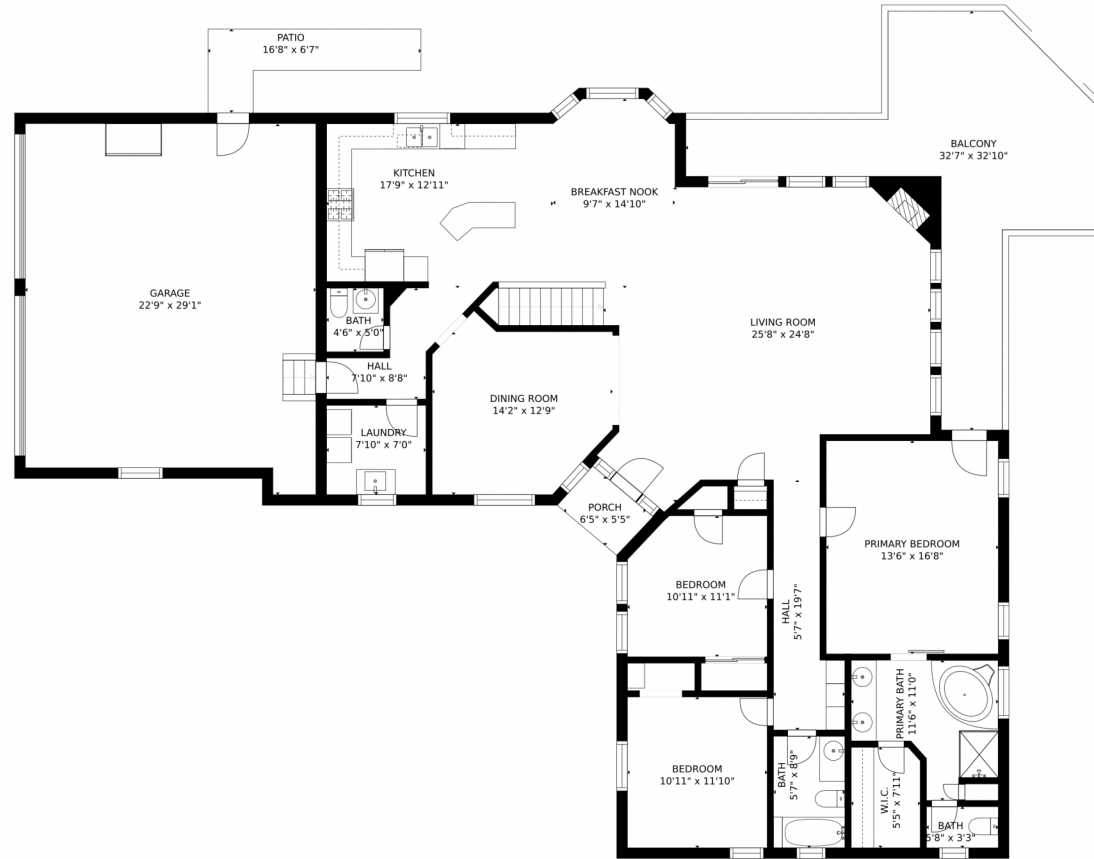 PATIO
16'8" x 6'7"
BALCONY
32'7" x 32'10"
KITCHEN
17'9" x 12'11"
BREAKFAST NOOK
9'7" x 14'10"
GARAGE
22'9" x 29'1"
BATH
4'6" x 5'0"
LIVING ROOM
25'8" x 24'8"
HALL
7'10" x 8'8"
DINING ROOM
14'2" x 12'9"
LAUNDRY
7'10" x 7'0"
PORCH
6'5" x 5'5"
PRIMARY BEDROOM
13'6" x 16'8"
BEDROOM
10'11" x 11'1"
HALL
5'7" x 19'7"
PRIMARY BATH
11'6" x 11'0"
BEDROOM
10'11" x 11'10"
BATH
5'7" x 8'9"
W.I.C.
5'5" x 7'11"
BATH
5'8" x 3'3"